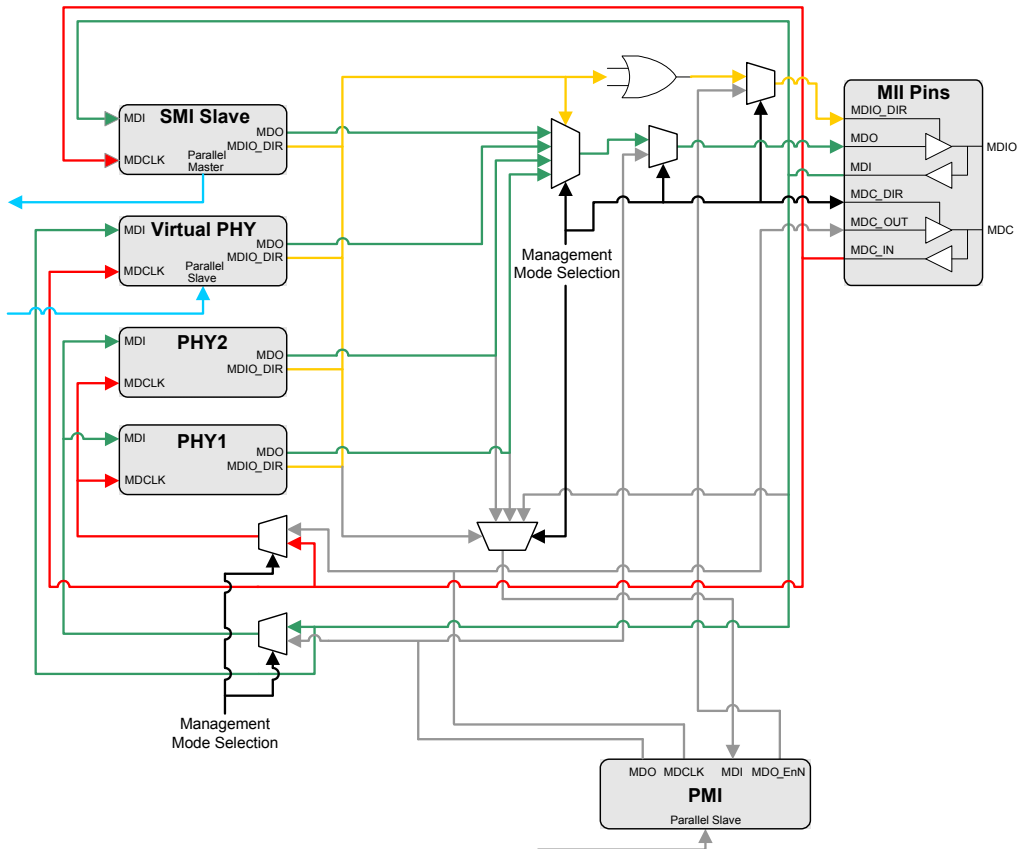 SMI Slave
MDI
MDO
MDIO_DIR
MDCLK
Parallel
Master
Virtual PHY
MDI
MDO
MDIO_DIR
MDCLK
Parallel
Slave
PHY2
MDI
MDO
MDIO_DIR
MDCLK
PHY1
MDI
MDO
MDIO_DIR
MDCLK
Management
Mode Selection
MII Pins
MDIO_DIR
MDO
MDIO
MDI
MDC_DIR
MDC_OUT
MDC
MDC_IN
Management
Mode Selection
MDO
MDCLK
MDI
MDO_EnN
PMI
Parallel Slave